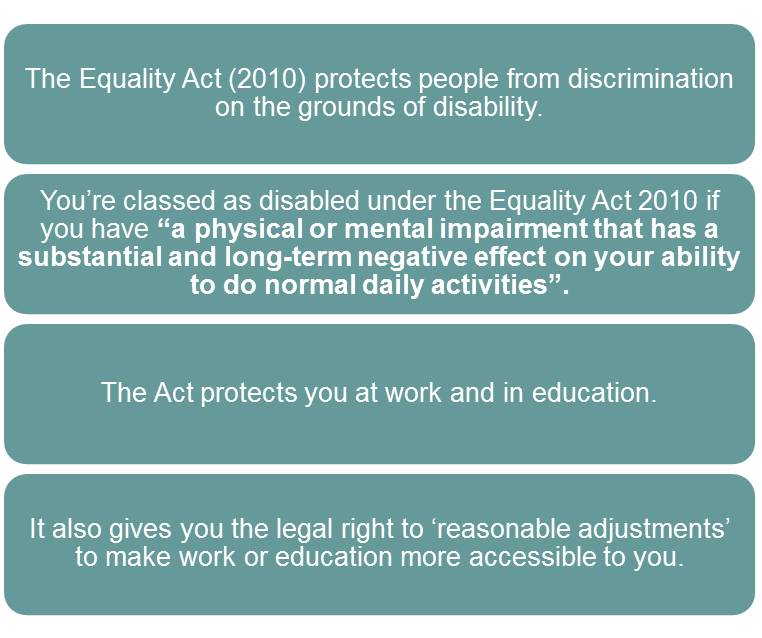 The Equality Act (2010) protects people from discrimination
on the grounds of disability.
You’re classed as disabled under the Equality Act 2010 if
you have “a physical or mental impairment that has a
substantial and long-term negative effect on your ability
to do normal daily activities”.
The Act protects you at work and in education.
It also gives you the legal right to ‘reasonable adjustments’
to make work or education more accessible to you.